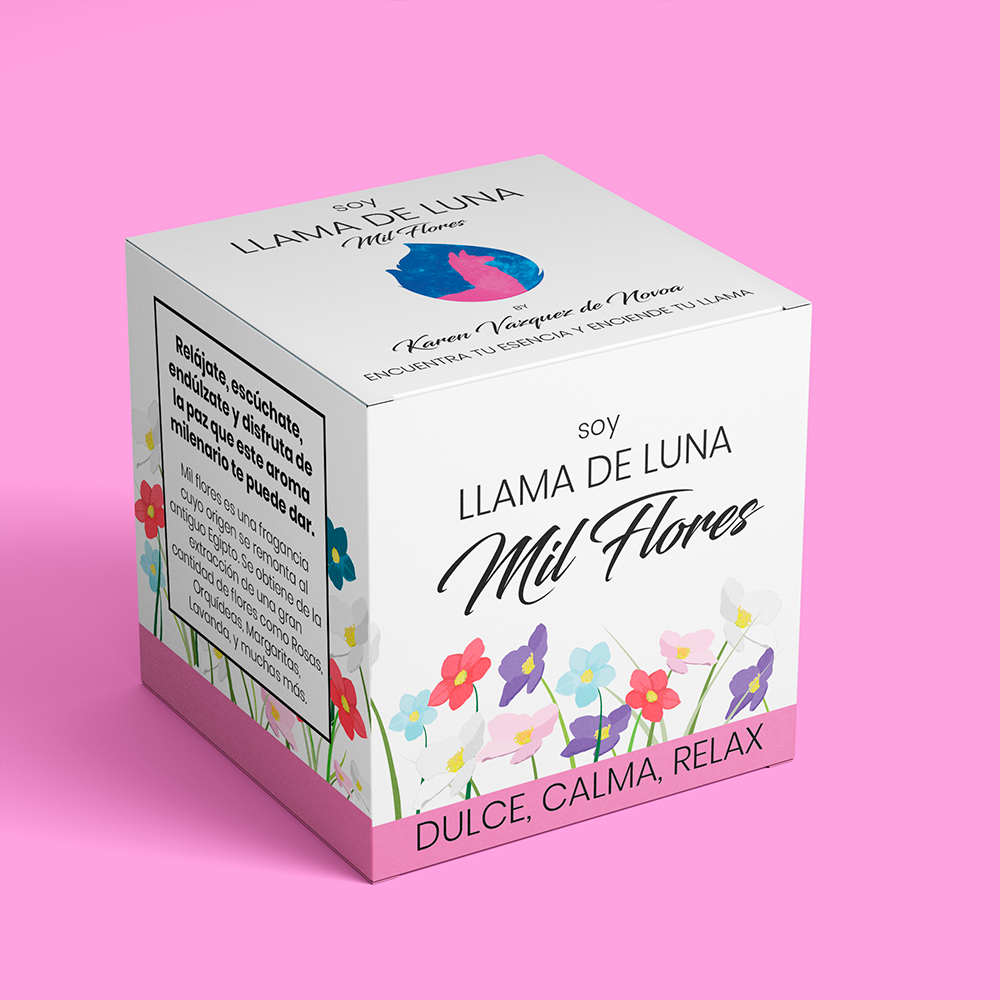 soy
LLAMA DE LUNA
Mil Flores
BY
Karen Vazquez de Novoa
ENCUENTRA TU ESENCIA Y ENCIENDE TU LLAMA
Relájate, escúchate,
endúlzate y disfruta de
la paz que este aroma
milenario te puede dar.
Mil flores es una fragancia
cuyo origen se remonta al
antiguo Egipto. Se obtiene de la
extracción de una gran
cantidad de flores como Rosas,
Orquídeas, Margaritas,
Lavanda, y muchas más.
soy
LLAMA DE LUNA
Mil Flores
DULCE, CALMA, RELAX